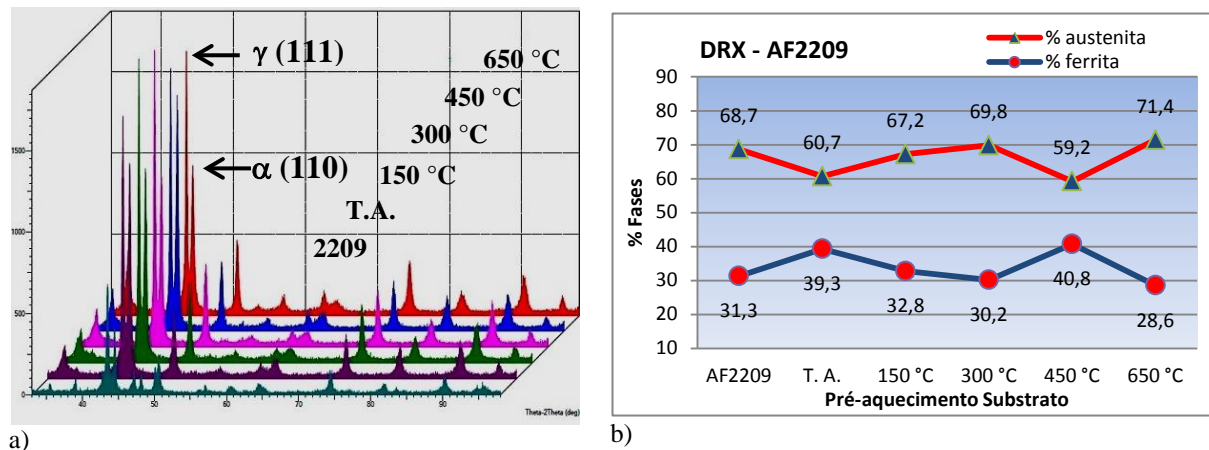 γ (111)
α (110)
650 °C
450 °C
300 °C
150 °C
T.A.
2209
1500
1000
500
0
40 50 60 70 80 90
Theta-2Theta (deg)
a)
DRX - AF2209
% austenita
% ferrita
% Fases
90
80
70
60
50
40
30
20
10
68,7 60,7 67,2 69,8 59,2 71,4
31,3 39,3 32,8 30,2 40,8 28,6
AF2209 T. A. 150 °C 300 °C 450 °C 650 °C
Pré-aquecimento Substrato
b)